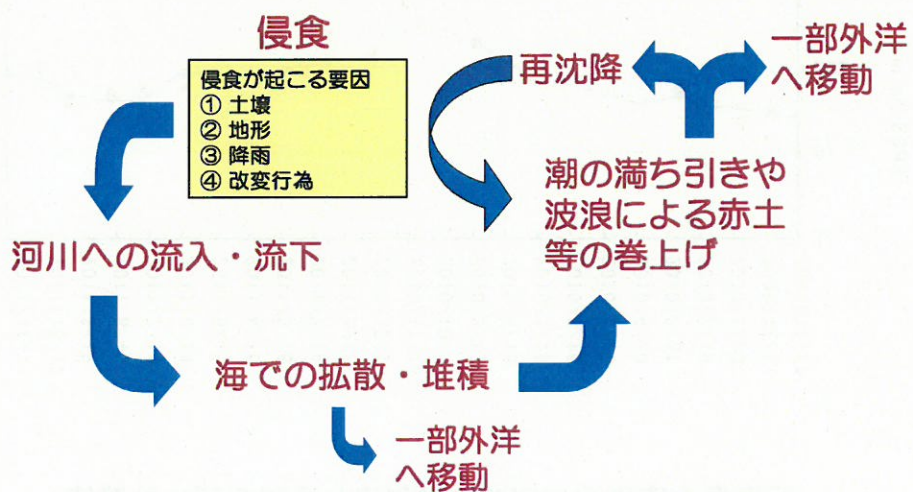 侵食
侵食が起こる要因
① 土壌
② 地形
③ 降雨
④ 改変行為
河川への流入・流下
海での拡散・堆積
一部外洋
へ移動
潮の満ち引きや
波浪による赤土
等の巻上げ
再沈降
一部外洋
へ移動